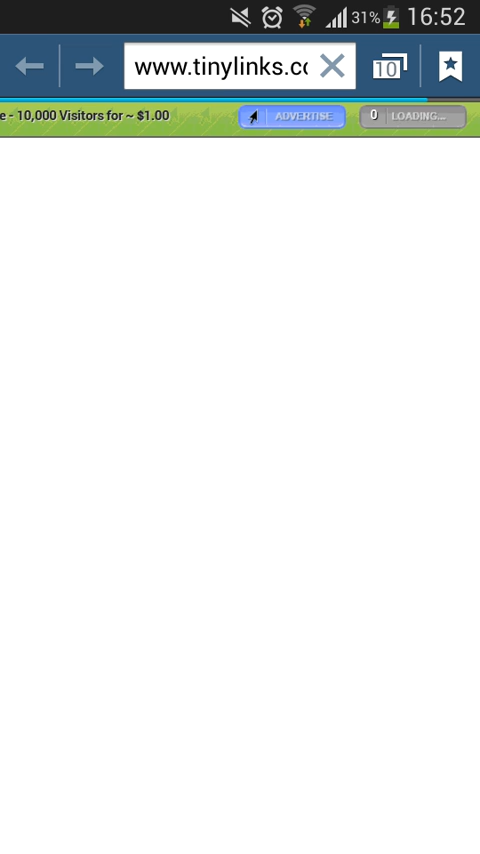 31% 16:52
www.tinylinks.co
10
e - 10,000 Visitors for ~ $1.00 ADVERTISE 0 LOADING...